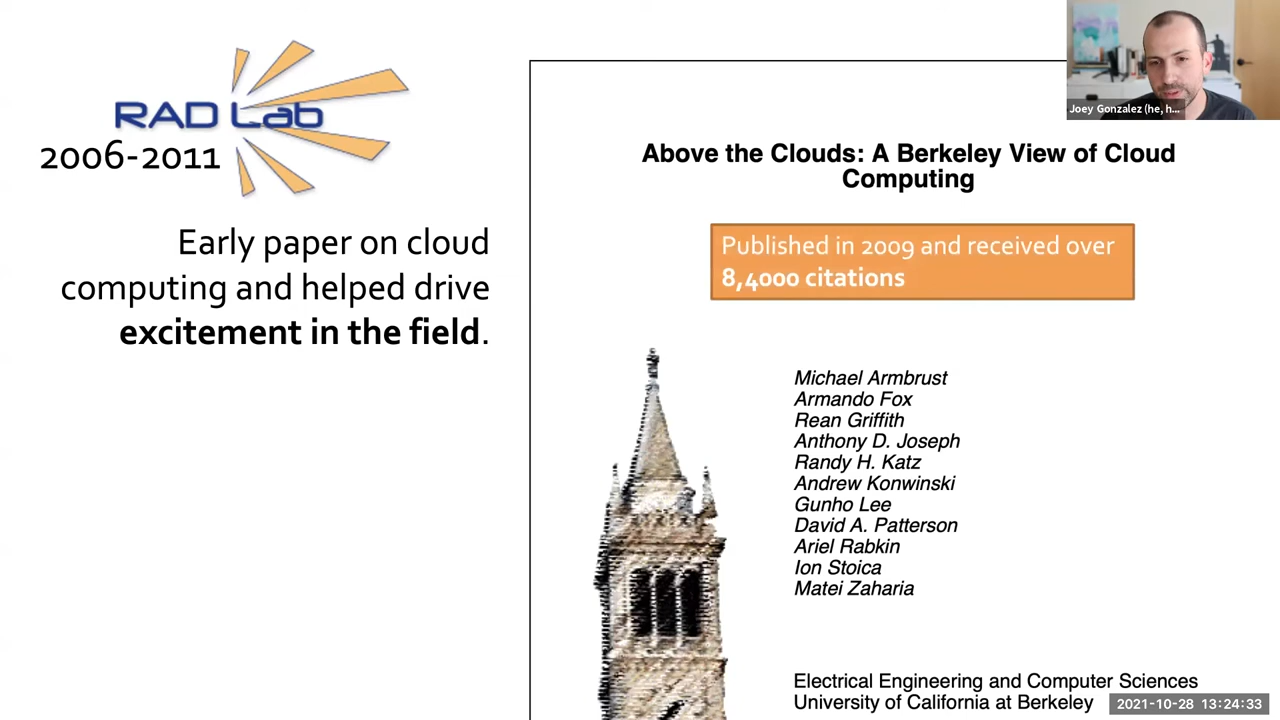 RAD Lab
2006-2011
Early paper on cloud
computing and helped drive
excitement in the field.
Above the Clouds: A Berkeley View of Cloud
Computing
Published in 2009 and received over
8,4000 citations
Michael Armbrust
Armando Fox
Rean Griffith
Anthony D. Joseph
Randy H. Katz
Andrew Konwinski
Gunho Lee
David A. Patterson
Ariel Rabkin
Ion Stoica
Matei Zaharia
Electrical Engineering and Computer Sciences
University of California at Berkeley
Joey Gonzalez (he, h...
2021-10-28 13:24:33